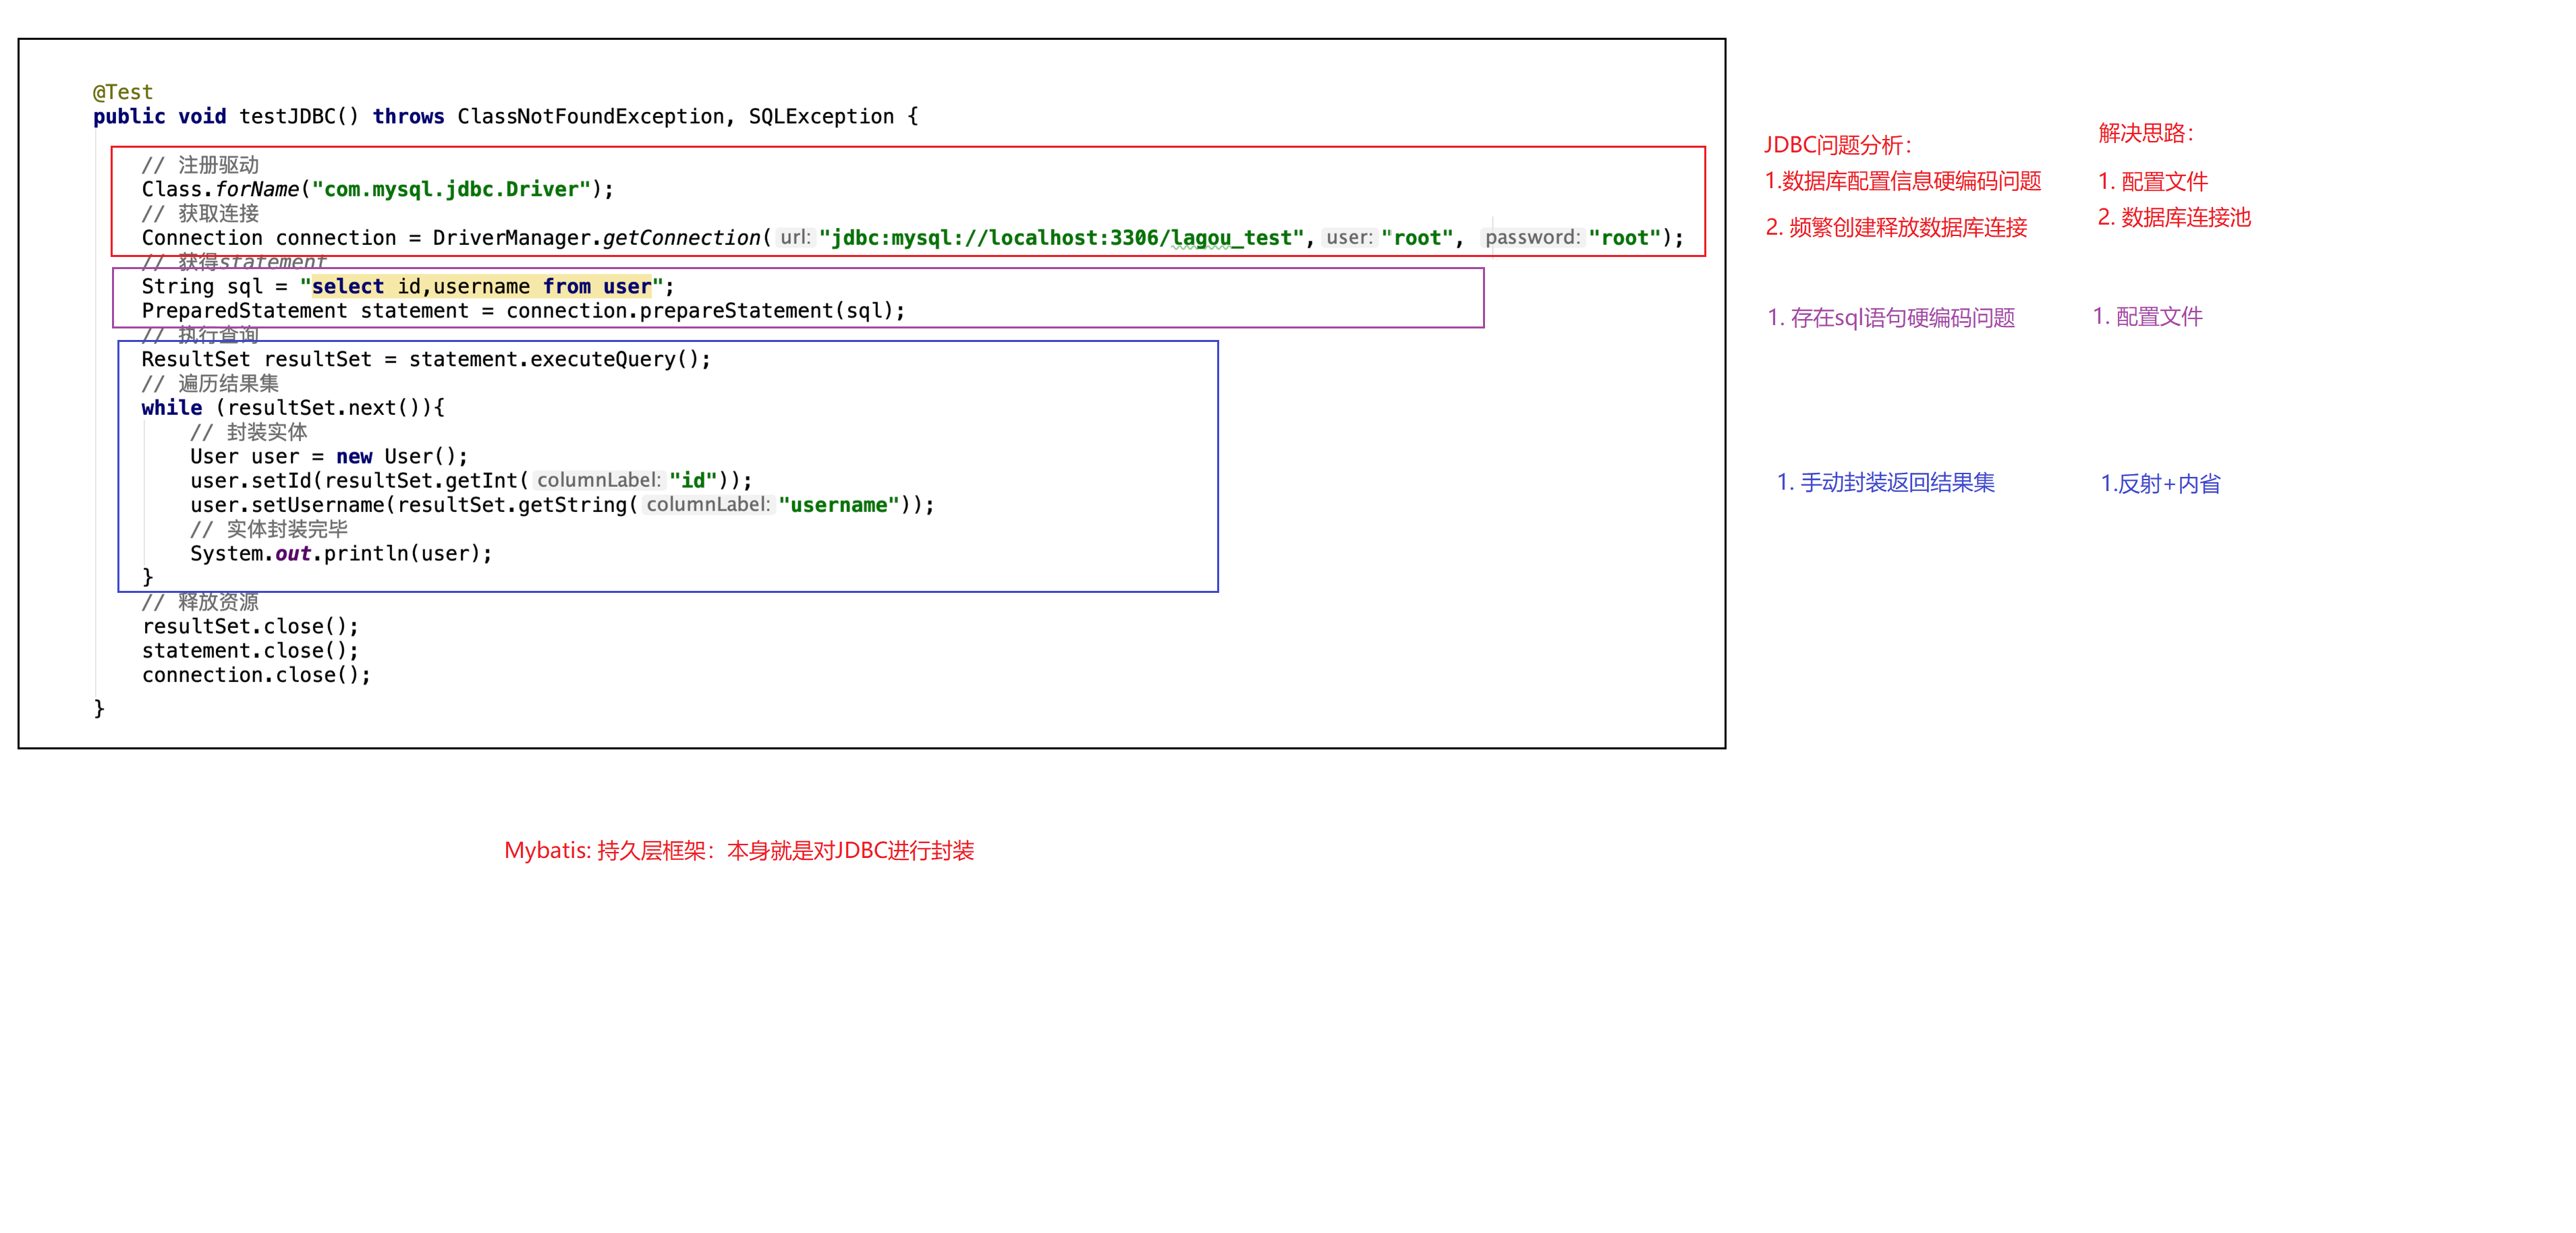 @Test
public void testJDBC() throws ClassNotFoundException, SQLException {
// 注册驱动
Class.forName("com.mysql.jdbc.Driver");
// 获取连接
Connection connection = DriverManager.getConnection( url: "jdbc:mysql://localhost:3306/lagou_test", user: "root", password: "root");
// 获得statement
String sql = "select id,username from user";
PreparedStatement statement = connection.prepareStatement(sql);
// 执行查询
ResultSet resultSet = statement.executeQuery();
// 遍历结果集
while (resultSet.next()){
// 封装实体
User user = new User();
user.setId(resultSet.getInt( columnLabel: "id"));
user.setUsername(resultSet.getString( columnLabel: "username"));
// 实体封装完毕
System.out.println(user);
}
// 释放资源
resultSet.close();
statement.close();
connection.close();
}
JDBC问题分析：
1.数据库配置信息硬编码问题
2. 频繁创建释放数据库连接
1. 存在sql语句硬编码问题
1. 手动封装返回结果集
解决思路：
1. 配置文件
2. 数据库连接池
1. 配置文件
1.反射+内省
Mybatis: 持久层框架：本身就是对JDBC进行封装